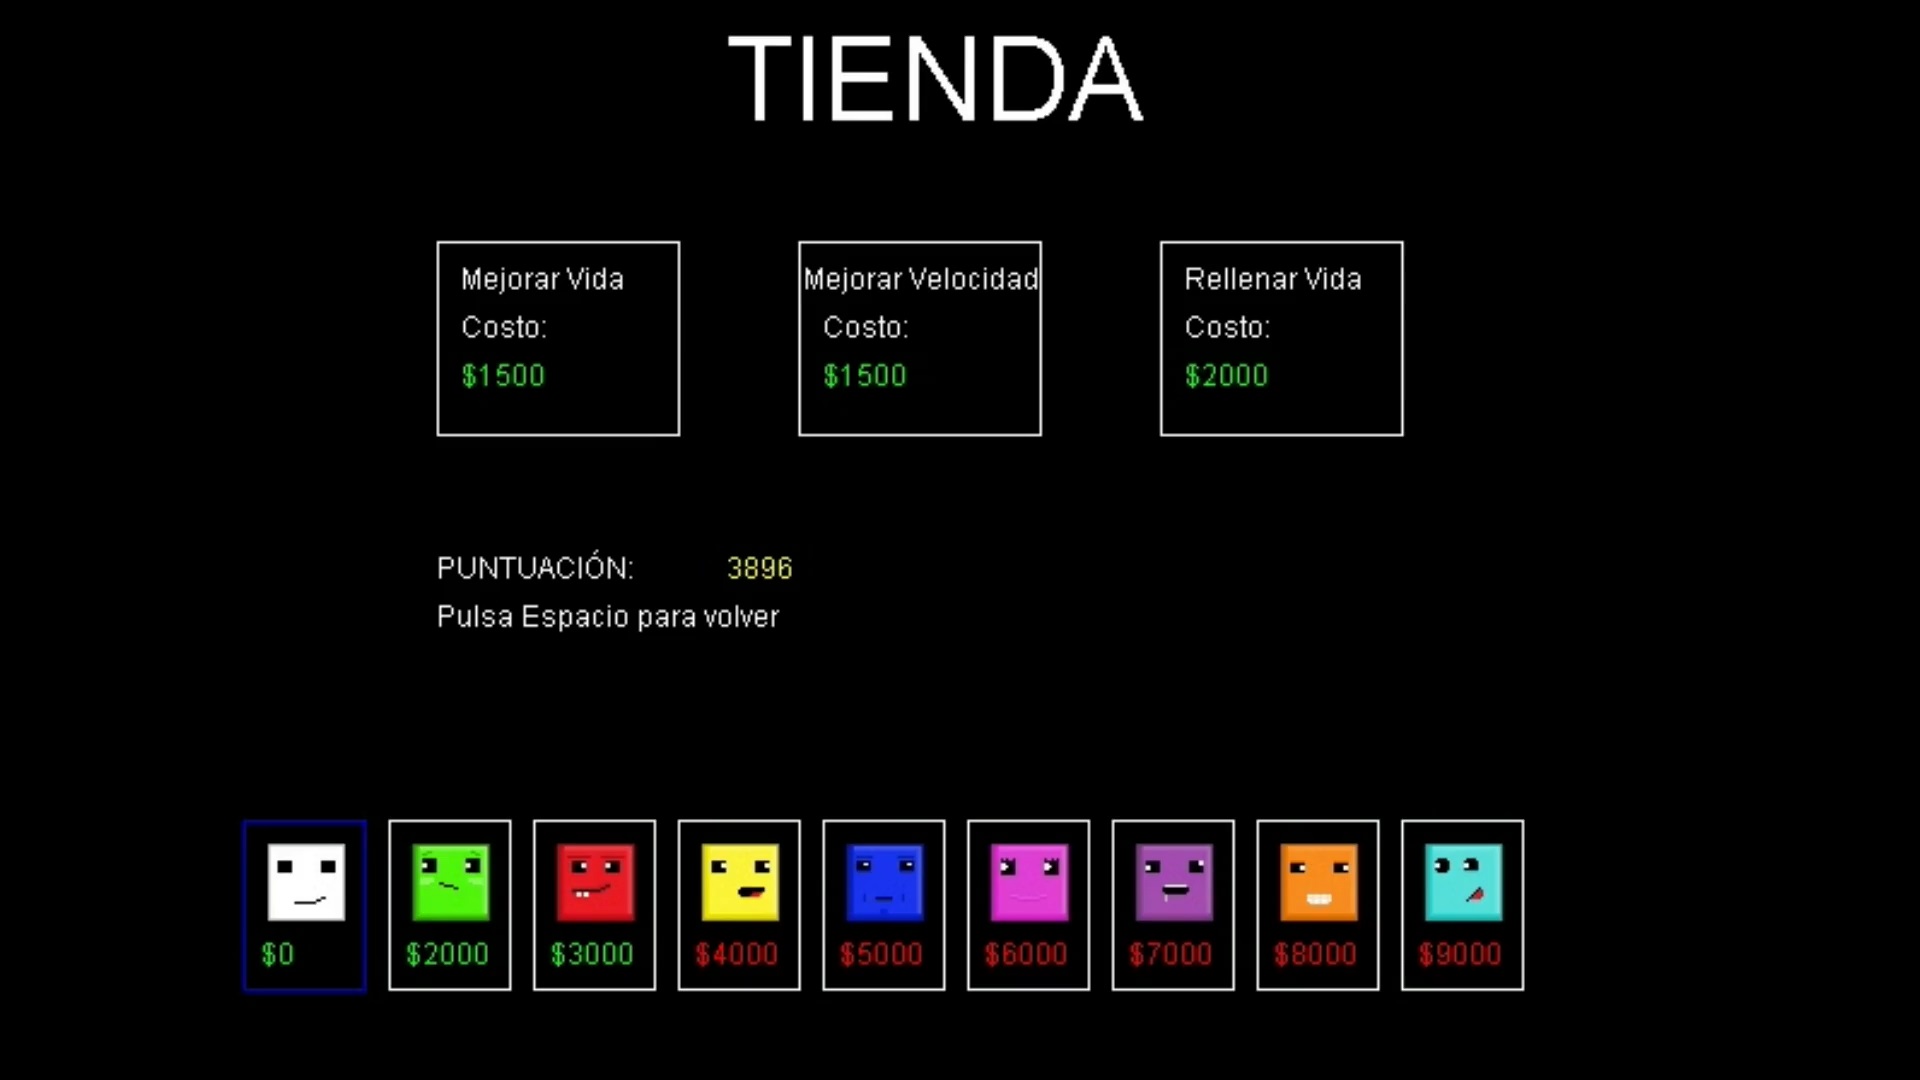 TIENDA
Mejorar Vida
Costo:
$1500
Mejorar Velocidad
Costo:
$1500
Rellenar Vida
Costo:
$2000
PUNTUACIÓN: 3896
Pulsa Espacio para volver
$0 $2000 $3000 $4000 $5000 $6000 $7000 $8000 $9000